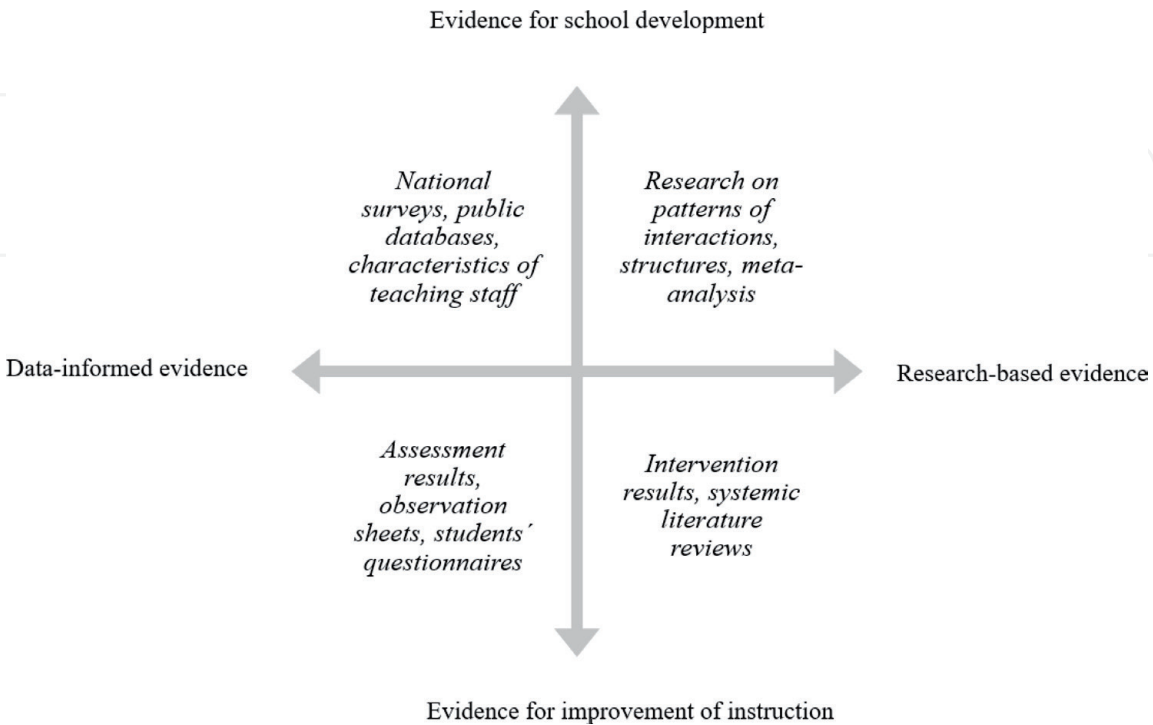 Evidence for school development
National
surveys, public
databases,
characteristics of
teaching staff
Research on
patterns of
interactions,
structures, meta-
analysis
Data-informed evidence
Research-based evidence
Assessment
results,
observation
sheets, students´
questionnaires
Intervention
results, systemic
literature
reviews
Evidence for improvement of instruction